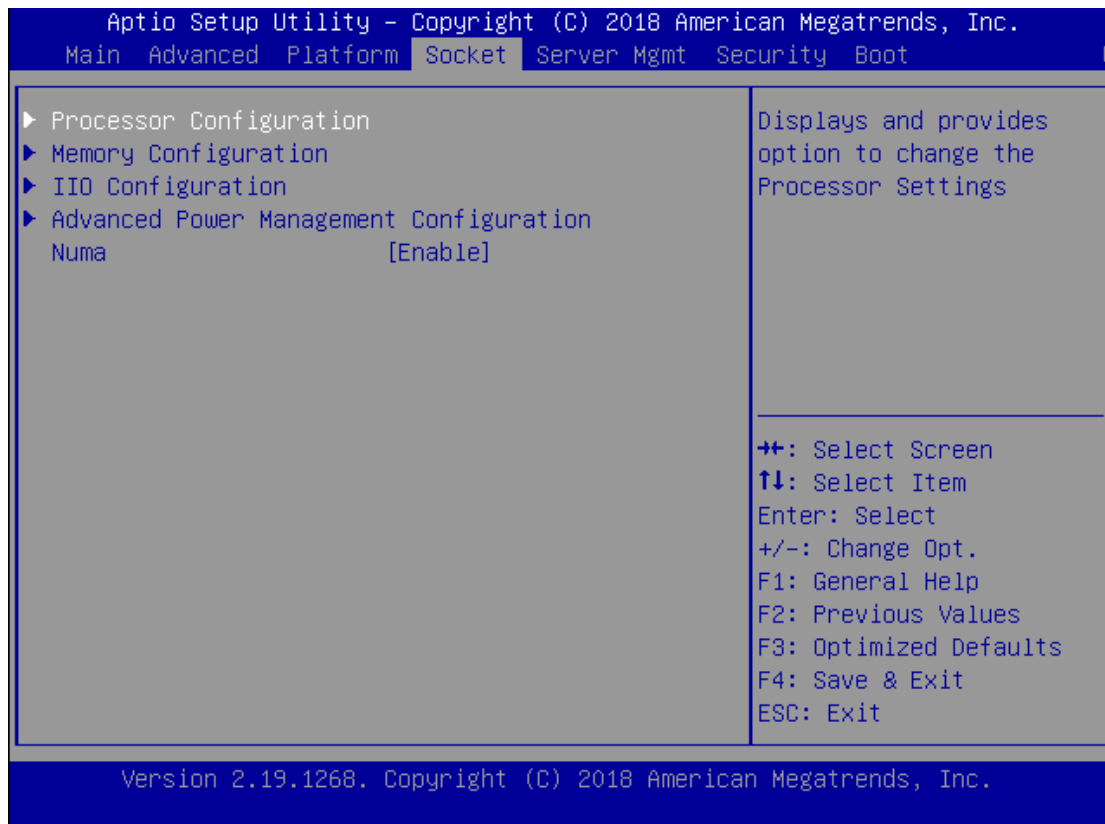 Aptio Setup Utility – Copyright (C) 2018 American Megatrends, Inc.
Main Advanced Platform Socket Server Mgmt Security Boot
Processor Configuration
Memory Configuration
IIO Configuration
Advanced Power Management Configuration
Numa [Enable]
Displays and provides
option to change the
Processor Settings
→←: Select Screen
↑↓: Select Item
Enter: Select
+/-: Change Opt.
F1: General Help
F2: Previous Values
F3: Optimized Defaults
F4: Save & Exit
ESC: Exit
Version 2.19.1268. Copyright (C) 2018 American Megatrends, Inc.